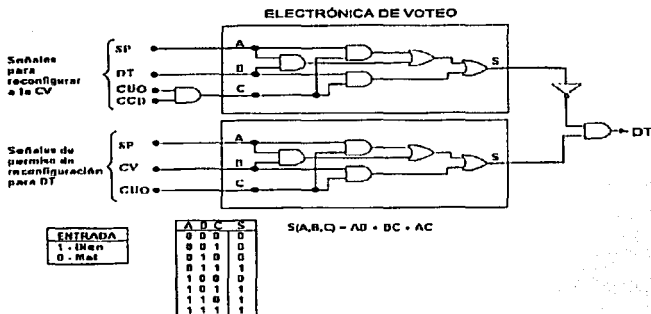 ELECTRÓNICA DE VOTEO
Señales
para
reconfigurar
a la CV
SP
DT
CUO
CCD
A
B
C
S
Señales de
permiso de
reconfiguración
para DT
SP
CV
CUO
A
B
C
S
DT
ENTRADA
1 - Bien
0 - Mal
A B C S
0 0 0 0
0 0 1 0
0 1 0 0
0 1 1 1
1 0 0 0
1 0 1 1
1 1 0 1
1 1 1 1
S(A,B,C) = AB + BC + AC